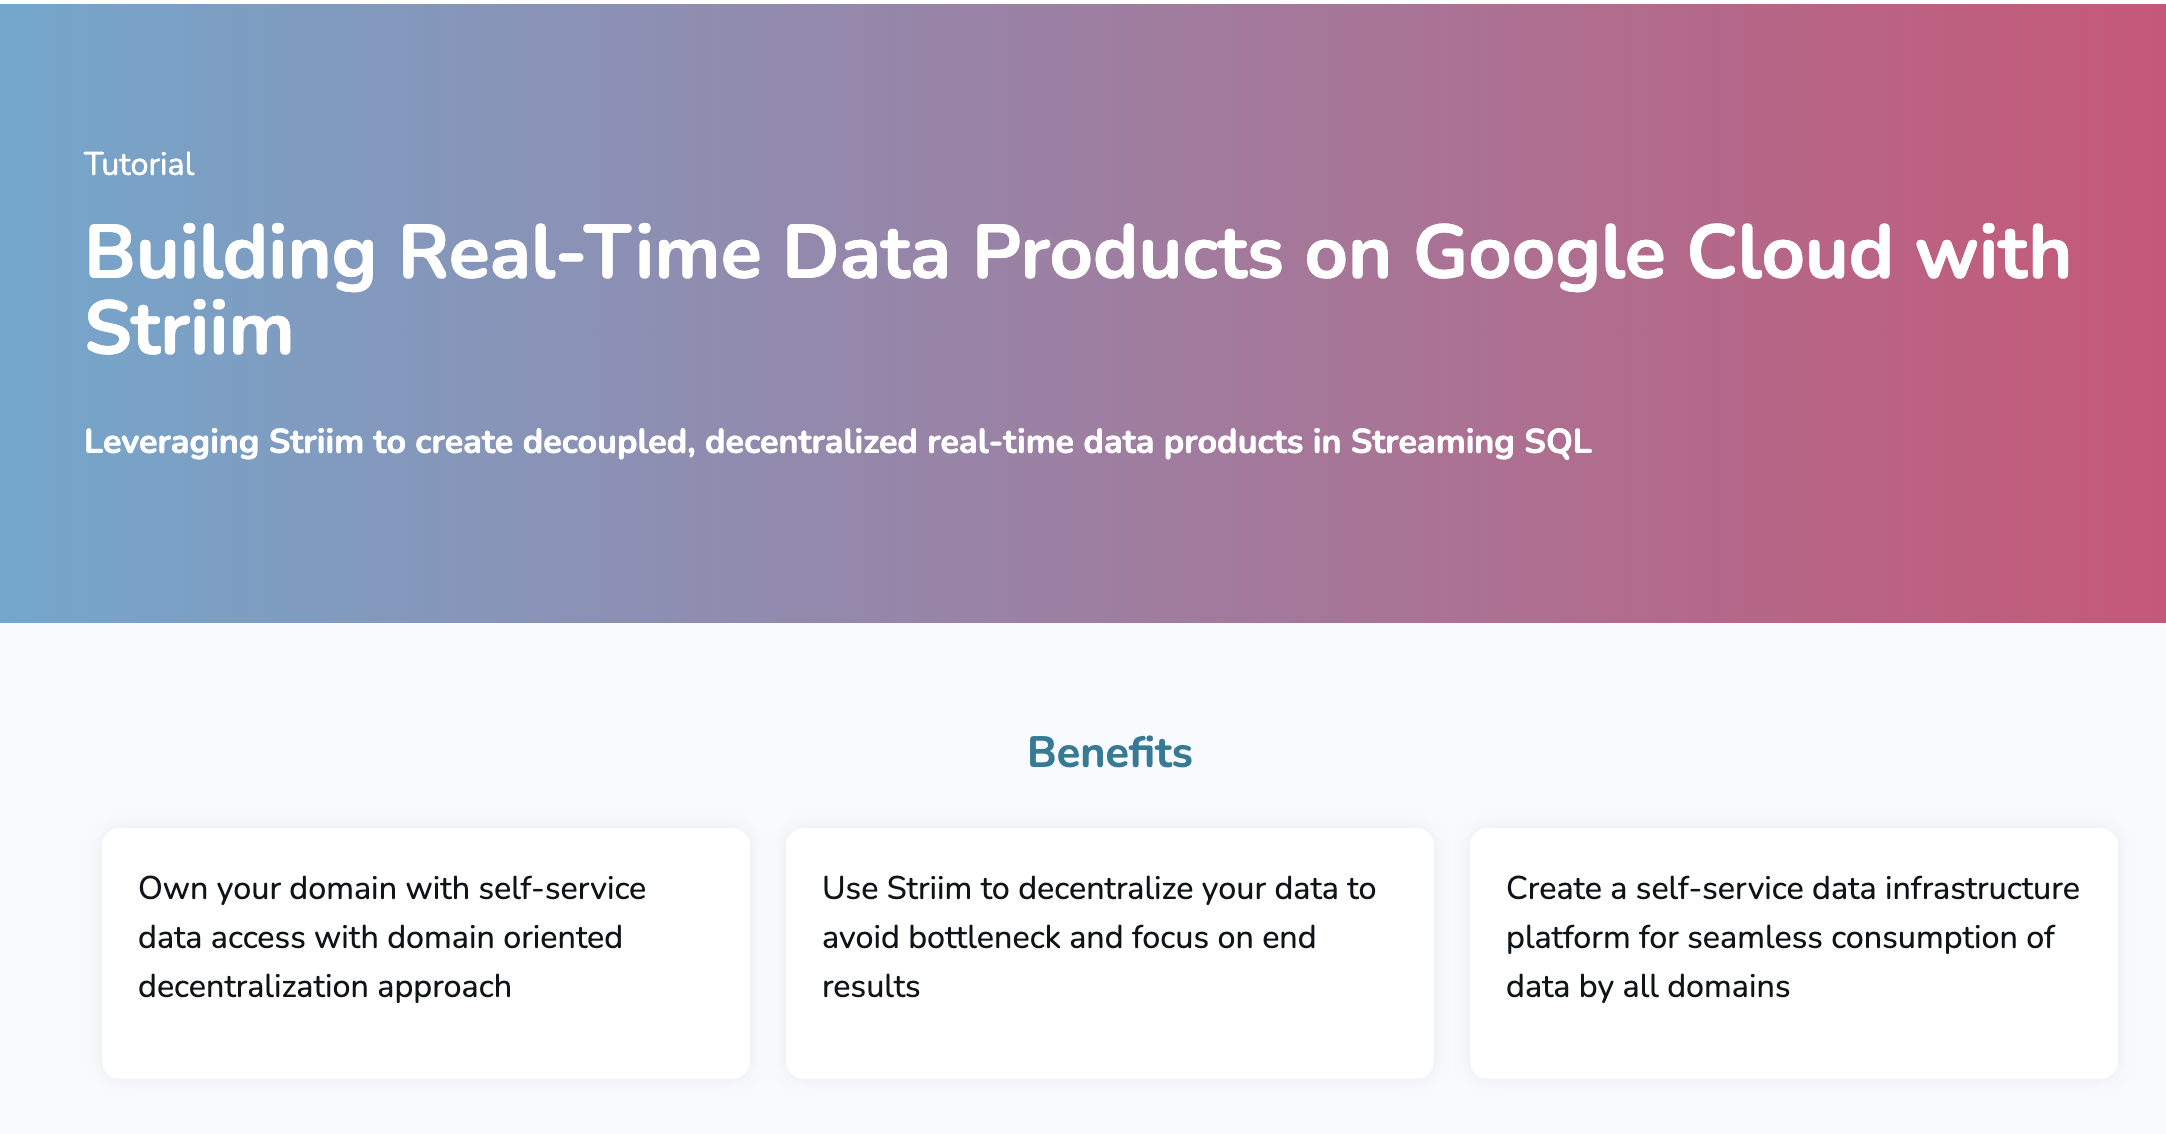 Tutorial
Building Real-Time Data Products on Google Cloud with
Striim
Leveraging Striim to create decoupled, decentralized real-time data products in Streaming SQL
Benefits
Own your domain with self-service
data access with domain oriented
decentralization approach
Use Striim to decentralize your data to
avoid bottleneck and focus on end
results
Create a self-service data infrastructure
platform for seamless consumption of
data by all domains